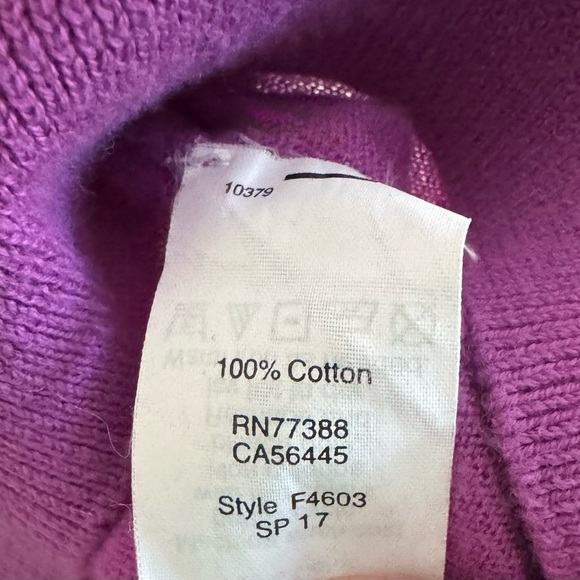 10379
100% Cotton
RN77388
CA56445
Style F4603
SP 17